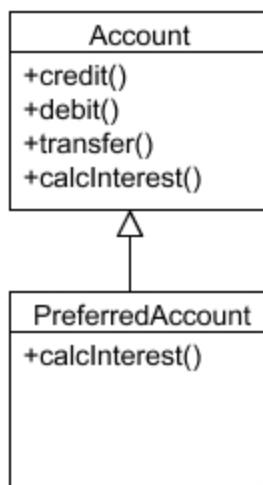 Account
+credit()
+debit()
+transfer()
+calcInterest()
PreferredAccount
+calcInterest()